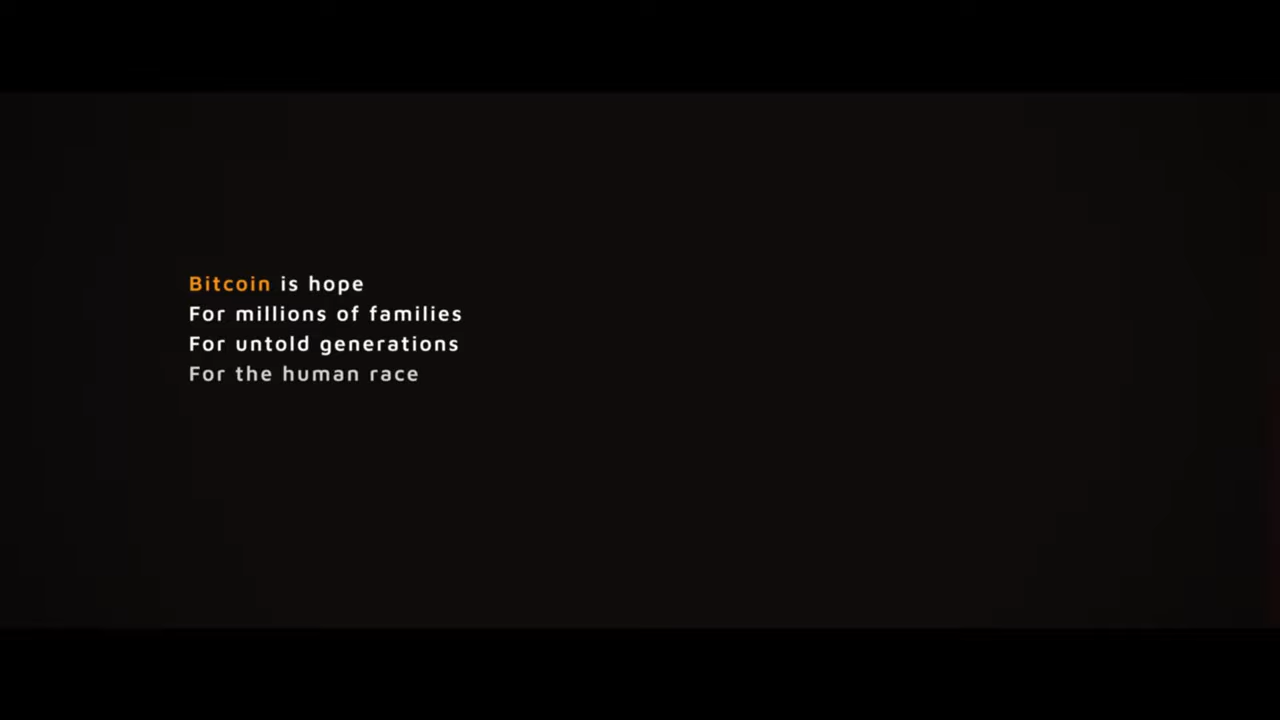 Bitcoin is hope
For millions of families
For untold generations
For the human race